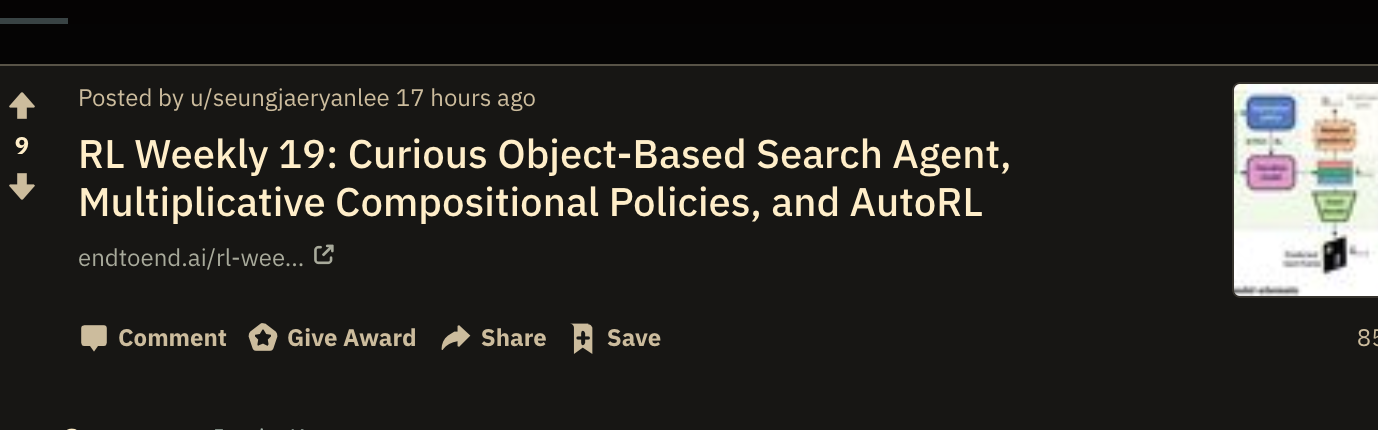 Posted by u/seungjaeryanlee 17 hours ago
9
RL Weekly 19: Curious Object-Based Search Agent,
Multiplicative Compositional Policies, and AutoRL
endtoend.ai/rl-wee...
Comment Give Award Share Save